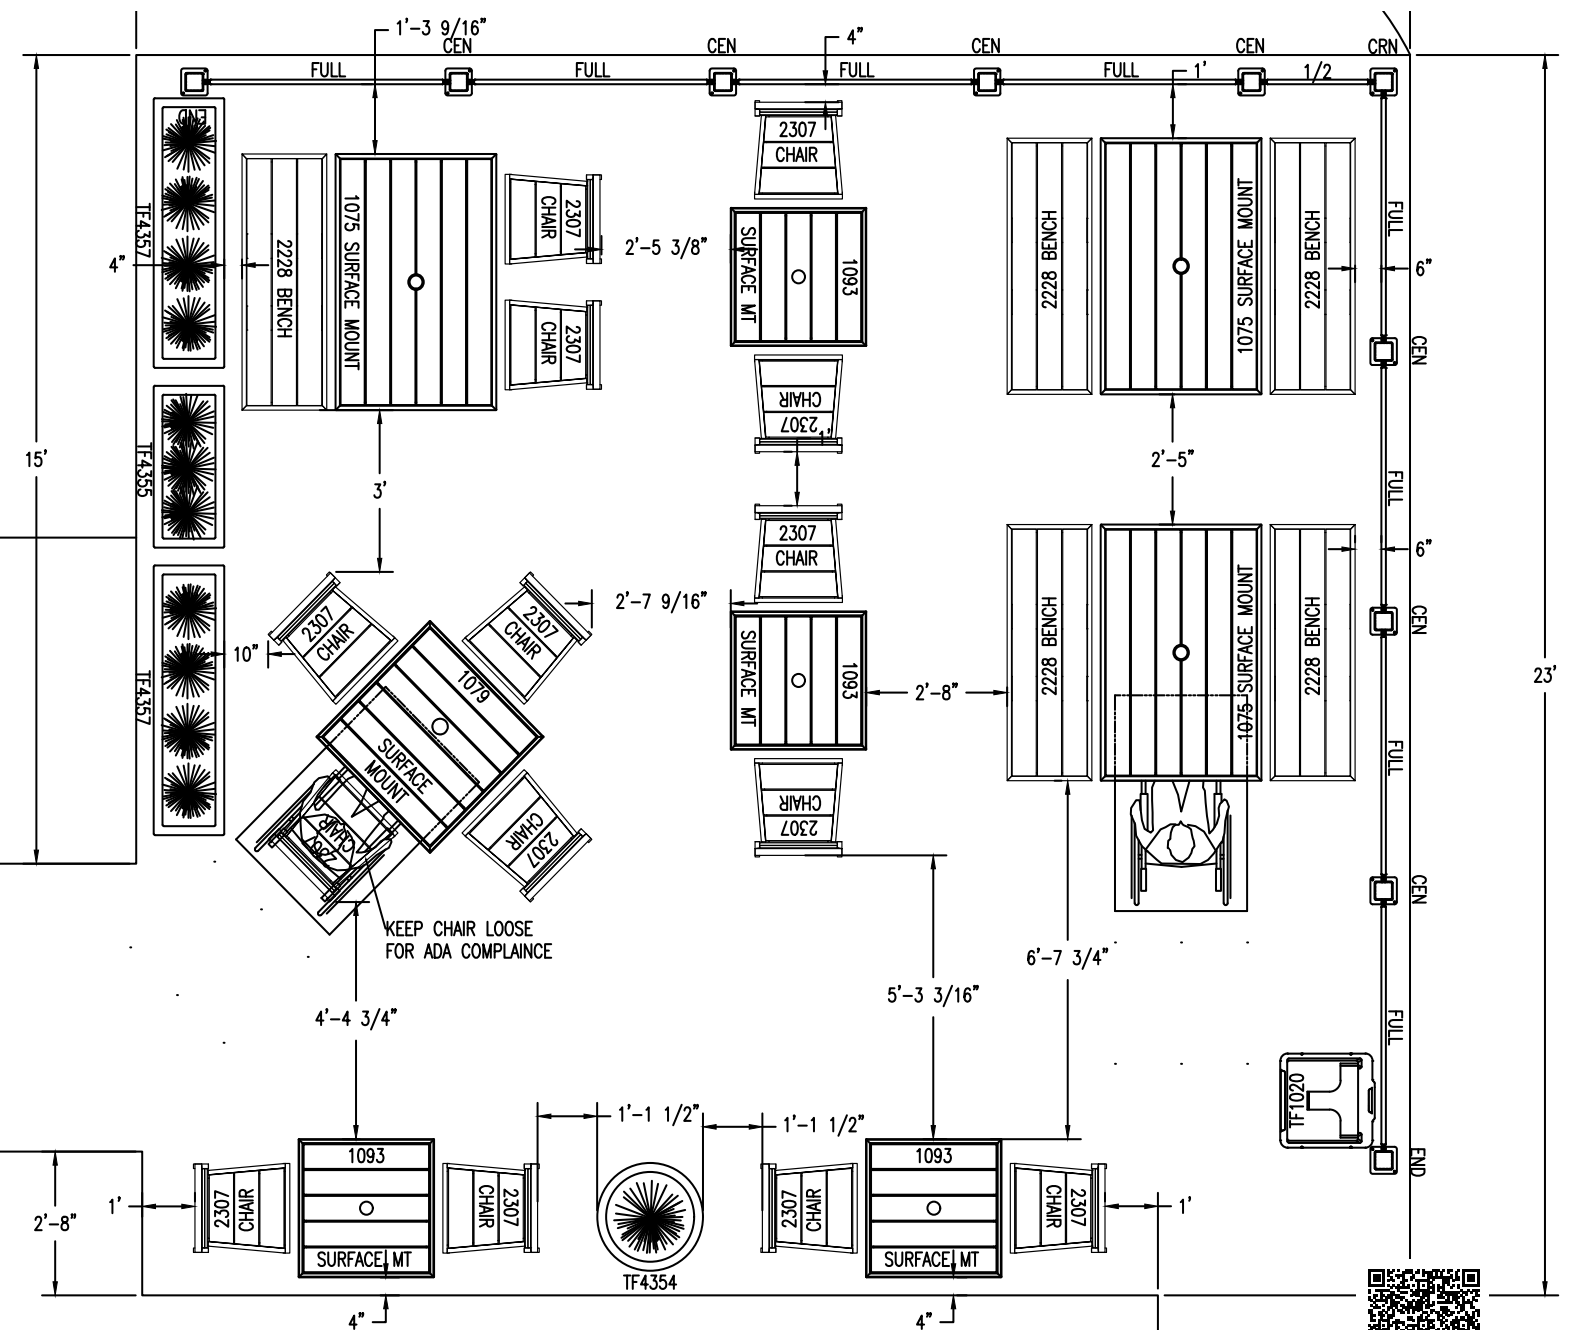 1'-3 9/16"
CEN
CEN
4"
CEN
CEN
CRN
FULL
FULL
FULL
FULL
1'
1/2
END
2307
CHAIR
TF4357
4"
2228 BENCH
1075 SURFACE MOUNT
2307
CHAIR
2307
CHAIR
2'-5 3/8"
SURFACE MT
1093
2228 BENCH
1075 SURFACE MOUNT
2228 BENCH
FULL
6"
CEN
CHAIR
2307
1'
15'
TF4355
3'
2'-5"
FULL
2307
CHAIR
6"
CEN
2307
CHAIR
2307
CHAIR
2'-7 9/16"
10"
TF4357
1079
SURFACE
MOUNT
SURFACE MT
1093
2'-8"
2228 BENCH
1075 SURFACE MOUNT
2228 BENCH
23'
FULL
CHAIR
2307
2307
CHAIR
CHAIR
2307
CEN
KEEP CHAIR LOOSE
FOR ADA COMPLAINCE
6'-7 3/4"
5'-3 3/16"
4'-4 3/4"
FULL
TF1020
1'-1 1/2"
1'-1 1/2"
END
1093
1093
2307
CHAIR
CHAIR
2307
2307
CHAIR
CHAIR
2307
1'
1'
2'-8"
SURFACE MT
SURFACE MT
TF4354
4"
4"